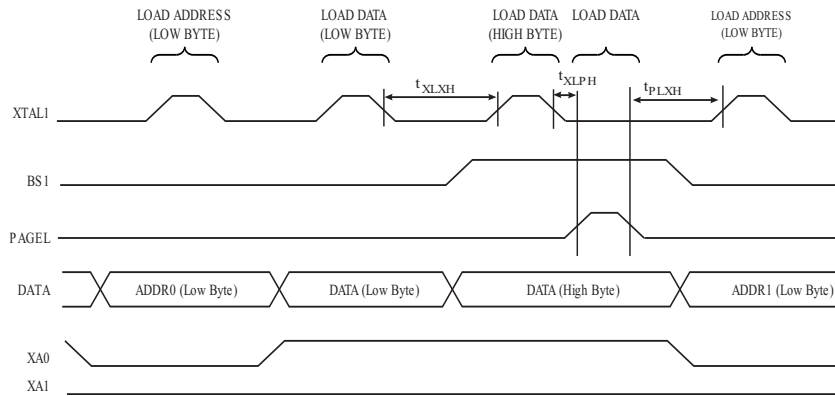 LOAD ADDRESS
(LOW BYTE)
LOAD DATA
(LOW BYTE)
LOAD DATA
(HIGH BYTE)
LOAD DATA
LOAD ADDRESS
(LOW BYTE)
tXLXH
tXLPH
tPLXH
XTAL1
BS1
PAGEL
DATA
ADDR0 (Low Byte)
DATA (Low Byte)
DATA (High Byte)
ADDR1 (Low Byte)
XA0
XA1